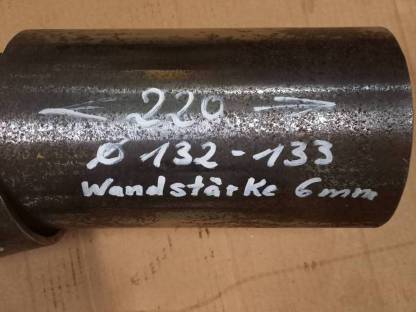 ← 220 →
Ø 132-133
Wandstärke 6mm